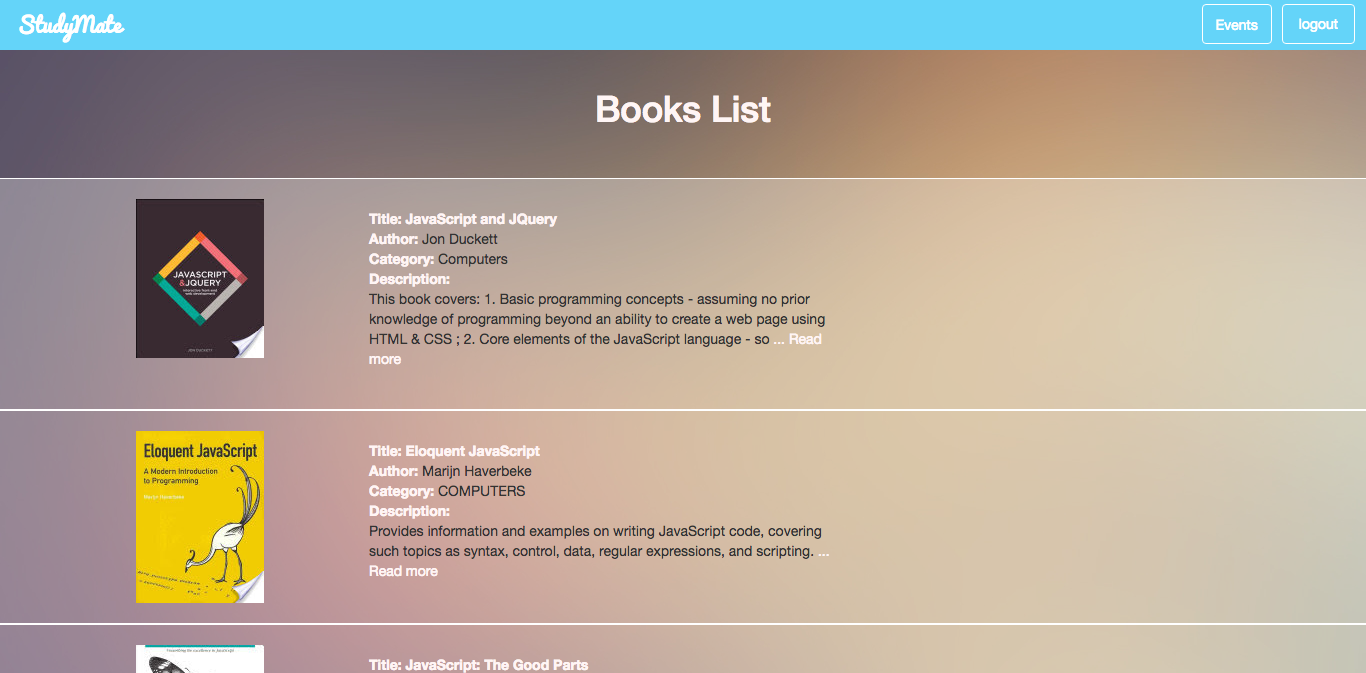 StudyMate
Events
logout
Books List
JAVASCRIPT
&JQUERY
interactive front-end
web development
JON DUCKETT
Title: JavaScript and JQuery
Author: Jon Duckett
Category: Computers
Description:
This book covers: 1. Basic programming concepts - assuming no prior
knowledge of programming beyond an ability to create a web page using
HTML & CSS ; 2. Core elements of the JavaScript language - so ... Read
more
Eloquent JavaScript
A Modern Introduction
to Programming
Marijn Haverbeke
Title: Eloquent JavaScript
Author: Marijn Haverbeke
Category: COMPUTERS
Description:
Provides information and examples on writing JavaScript code, covering
such topics as syntax, control, data, regular expressions, and scripting. ...
Read more
Title: JavaScript: The Good Parts